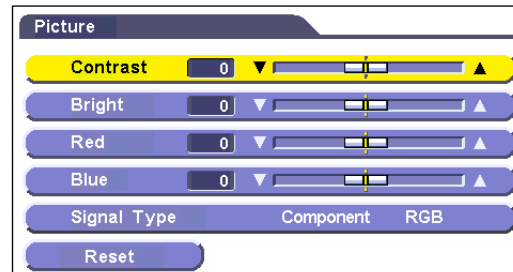 Picture
Contrast 0 ▼ ▲
Bright 0 ▼ ▲
Red 0 ▼ ▲
Blue 0 ▼ ▲
Signal Type Component RGB
Reset